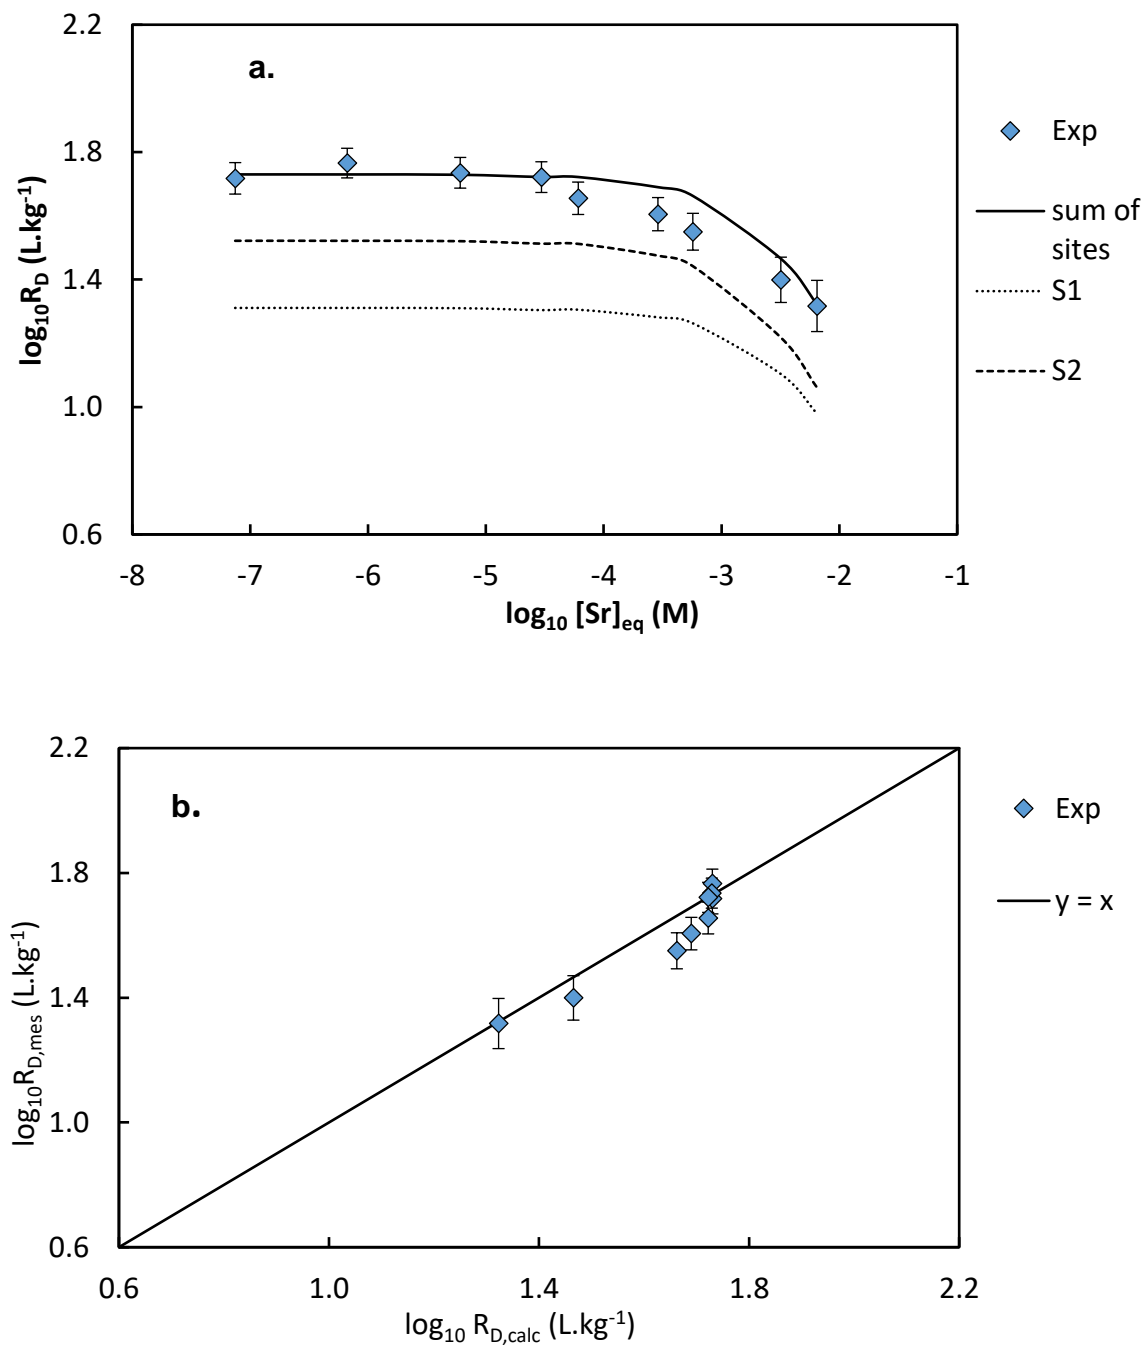 2.2
a.
1.8
1.4
1.0
0.6
log₁₀R_D (L.kg⁻¹)
-8 -7 -6 -5 -4 -3 -2 -1
log₁₀ [Sr]eq (M)
Exp
sum of
sites
S1
S2
2.2
b.
1.8
1.4
1.0
0.6
log₁₀R_D,mes (L.kg⁻¹)
0.6 1.0 1.4 1.8 2.2
log₁₀ R_D,calc (L.kg⁻¹)
Exp
y = x